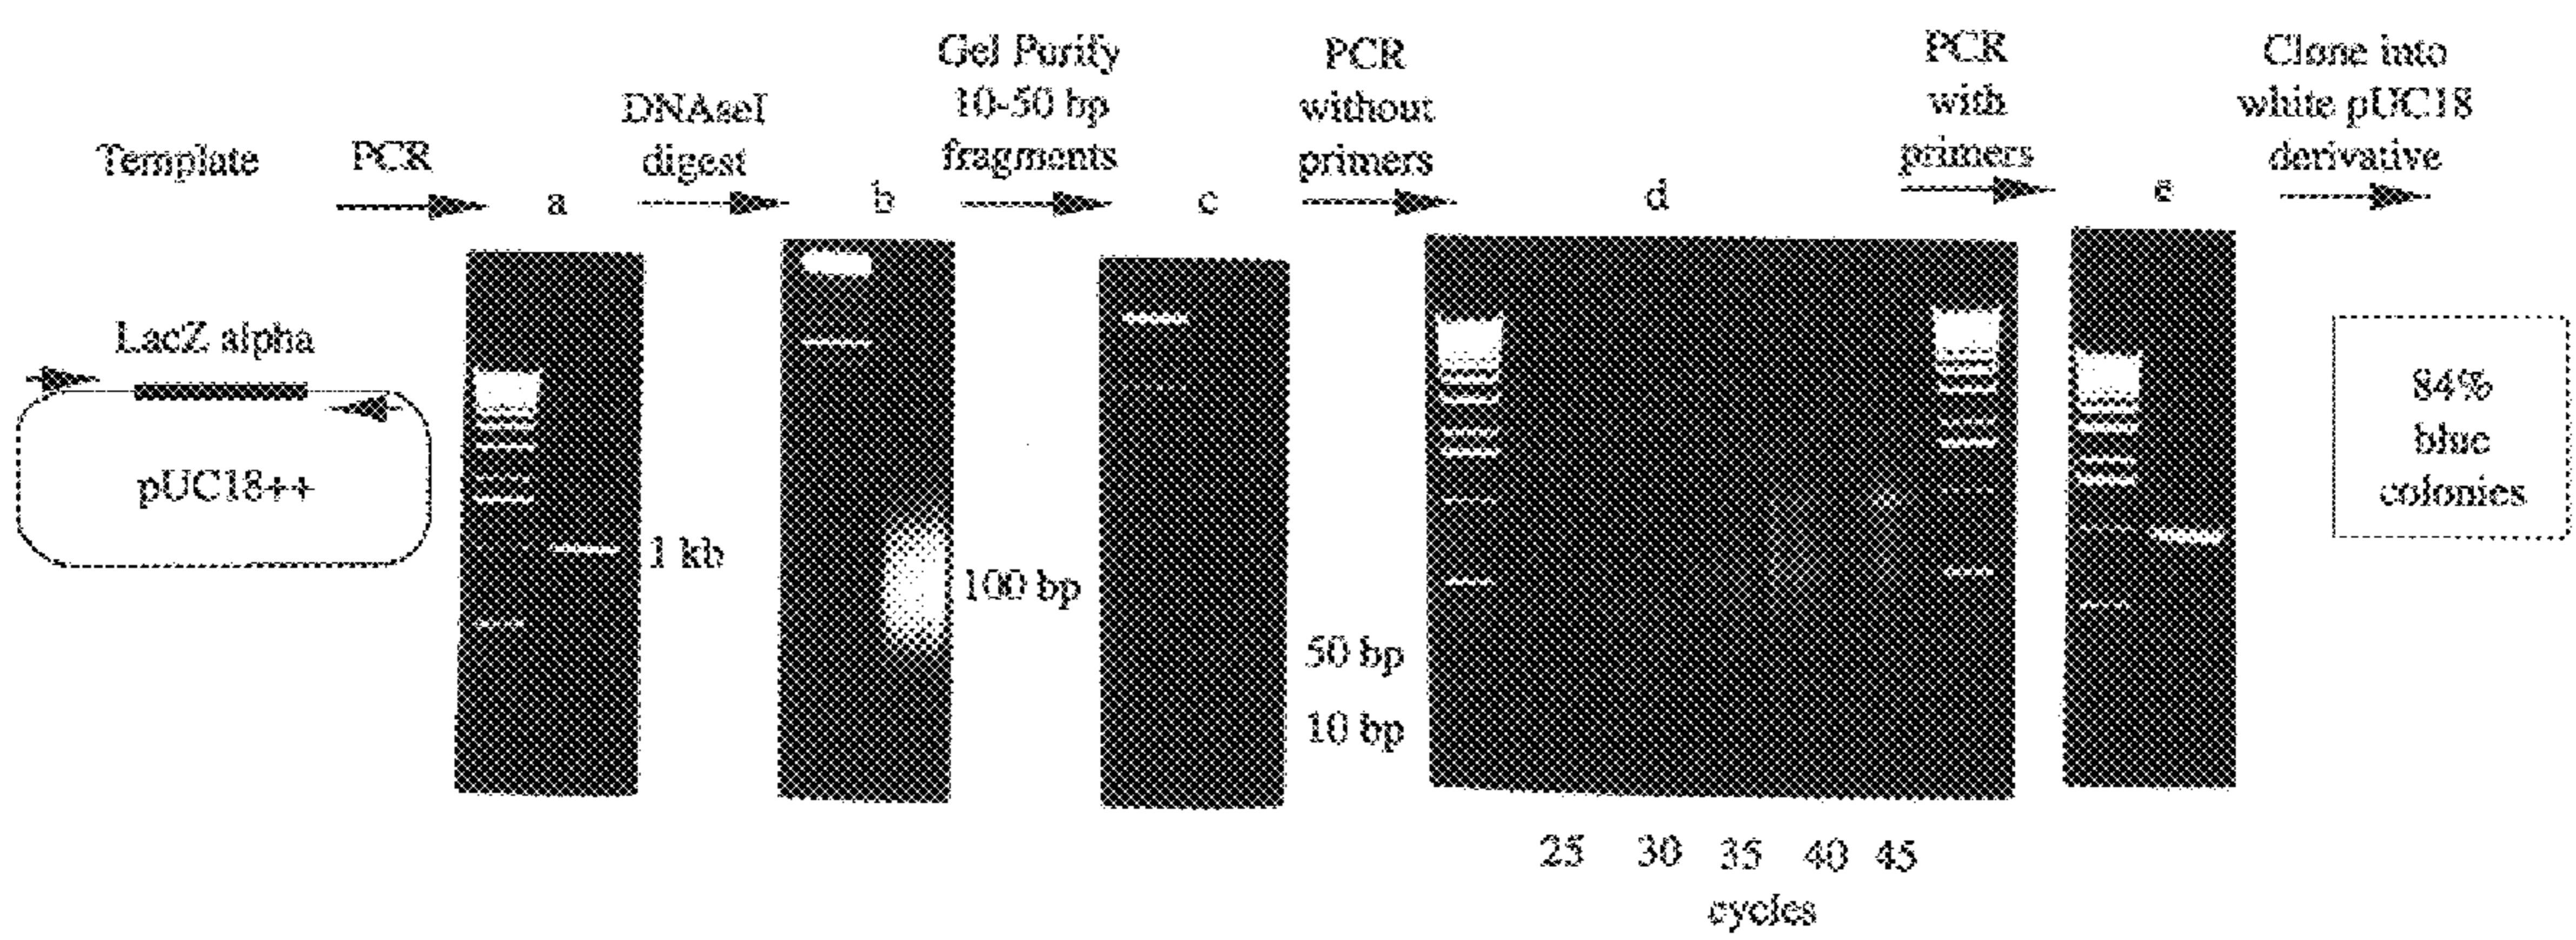 Template
PCR
a
DNAseI
digest
b
Gel Purify
10-50 bp
fragments
c
PCR
without
primers
d
PCR
with
primers
e
Clone into
white pUC18
derivative
LacZ alpha
pUC18++
1 kb
100 bp
50 bp
10 bp
84%
blue
colonies
25 30 35 40 45
cycles